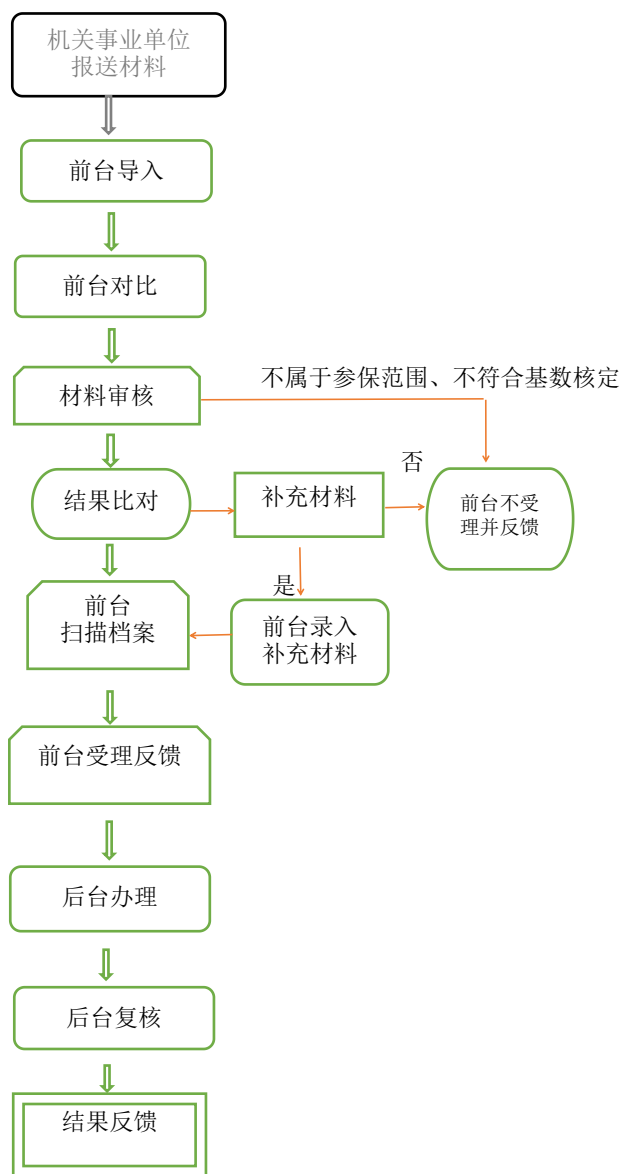 机关事业单位
报送材料
前台导入
前台对比
材料审核
不属于参保范围、不符合基数核定
结果比对
补充材料
否
前台不受
理并反馈
是
前台
扫描档案
前台录入
补充材料
前台受理反馈
后台办理
后台复核
结果反馈